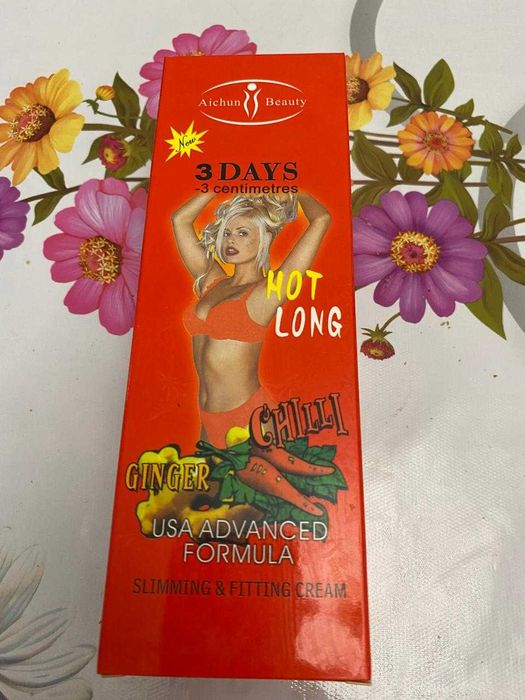 Aichun Beauty
New
3 DAYS
-3 centimetres
HOT
LONG
CHILLI
GINGER
USA ADVANCED
FORMULA
SLIMMING & FITTING CREAM